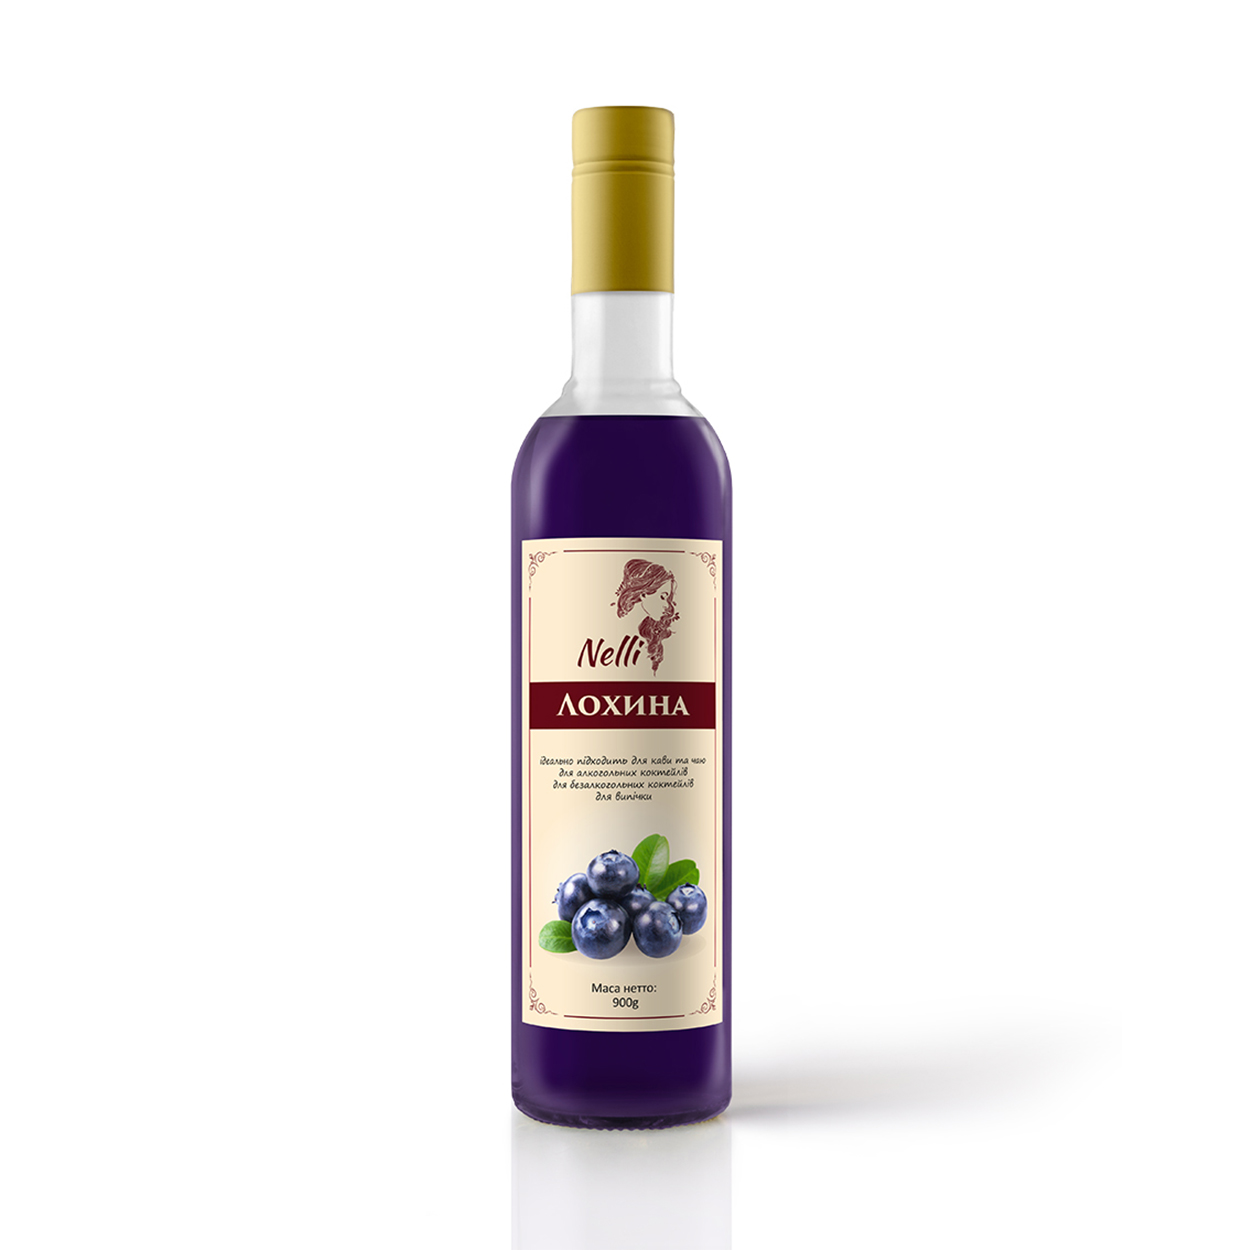 Nelli
ЛОХИНА
ідеально підходить для кави та чаю
для алкогольних коктейлів
для безалкогольних коктейлів
для випічки
Маса нетто:
900g